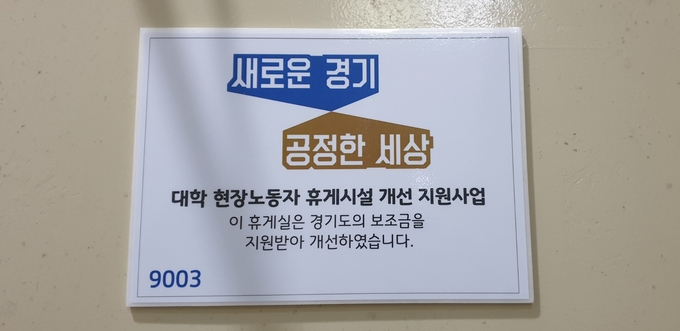 새로운 경기
공정한 세상
대학 현장노동자 휴게시설 개선 지원사업
이 휴게실은 경기도의 보조금을
지원받아 개선하였습니다.
9003